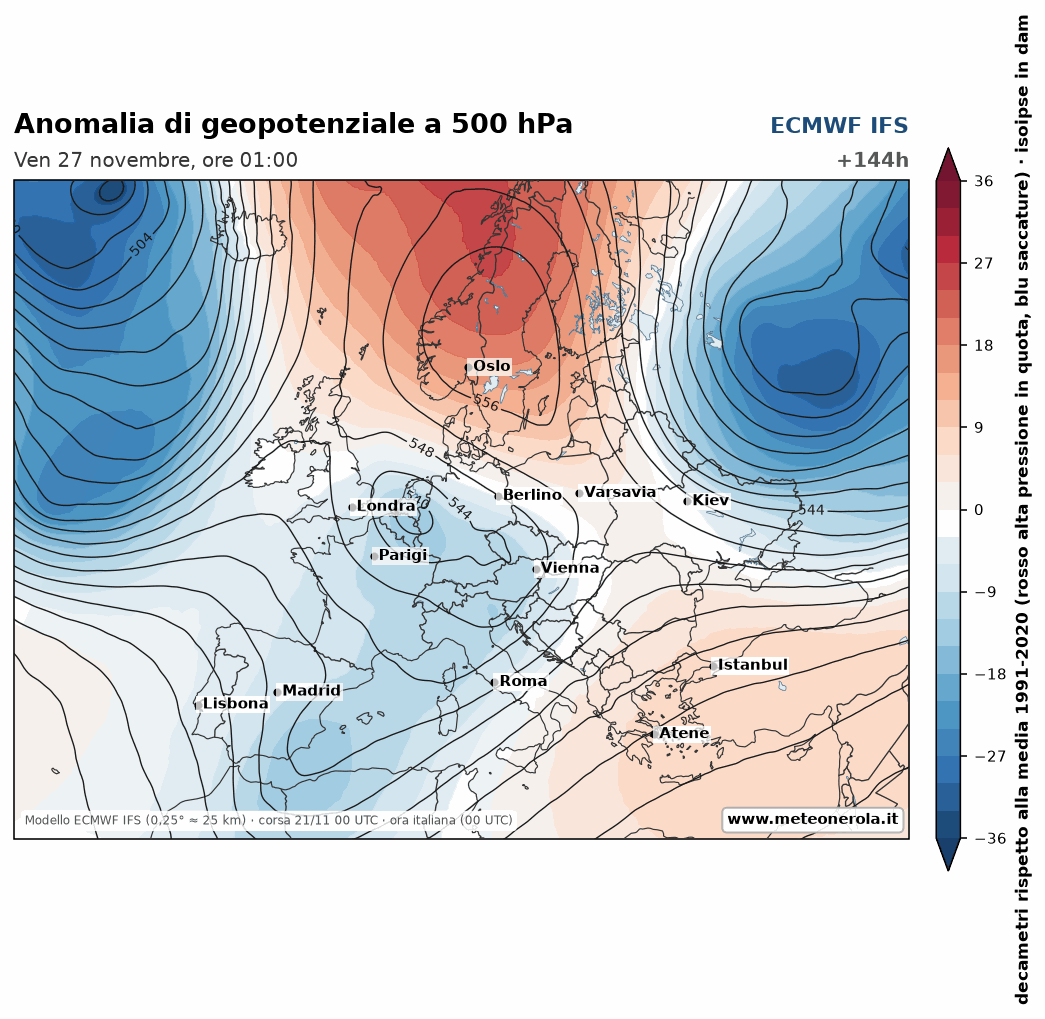 Anomalia di geopotenziale a 500 hPa
ECMWF IFS
Ven 27 novembre, ore 01:00
+144h
504
Oslo
556
548
Berlino
Varsavia
Kiev
Londra
544
544
Parigi
Vienna
Istanbul
Madrid
Roma
Lisbona
Atene
Modello ECMWF IFS (0,25° ≈ 25 km) · corsa 21/11 00 UTC · ora italiana (00 UTC)
www.meteonerola.it
36
27
18
9
0
−9
−18
−27
−36
decametri rispetto alla media 1991-2020 (rosso alta pressione in quota, blu saccature) · isoipse in dam